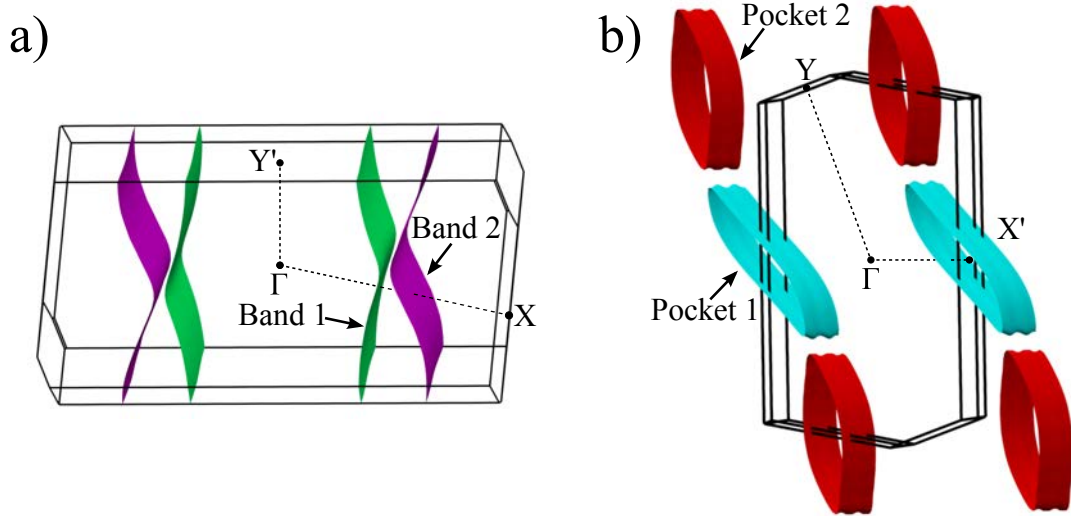 a)
Y'
Γ
X
Band 1
Band 2
b)
Pocket 2
Y
X'
Γ
Pocket 1